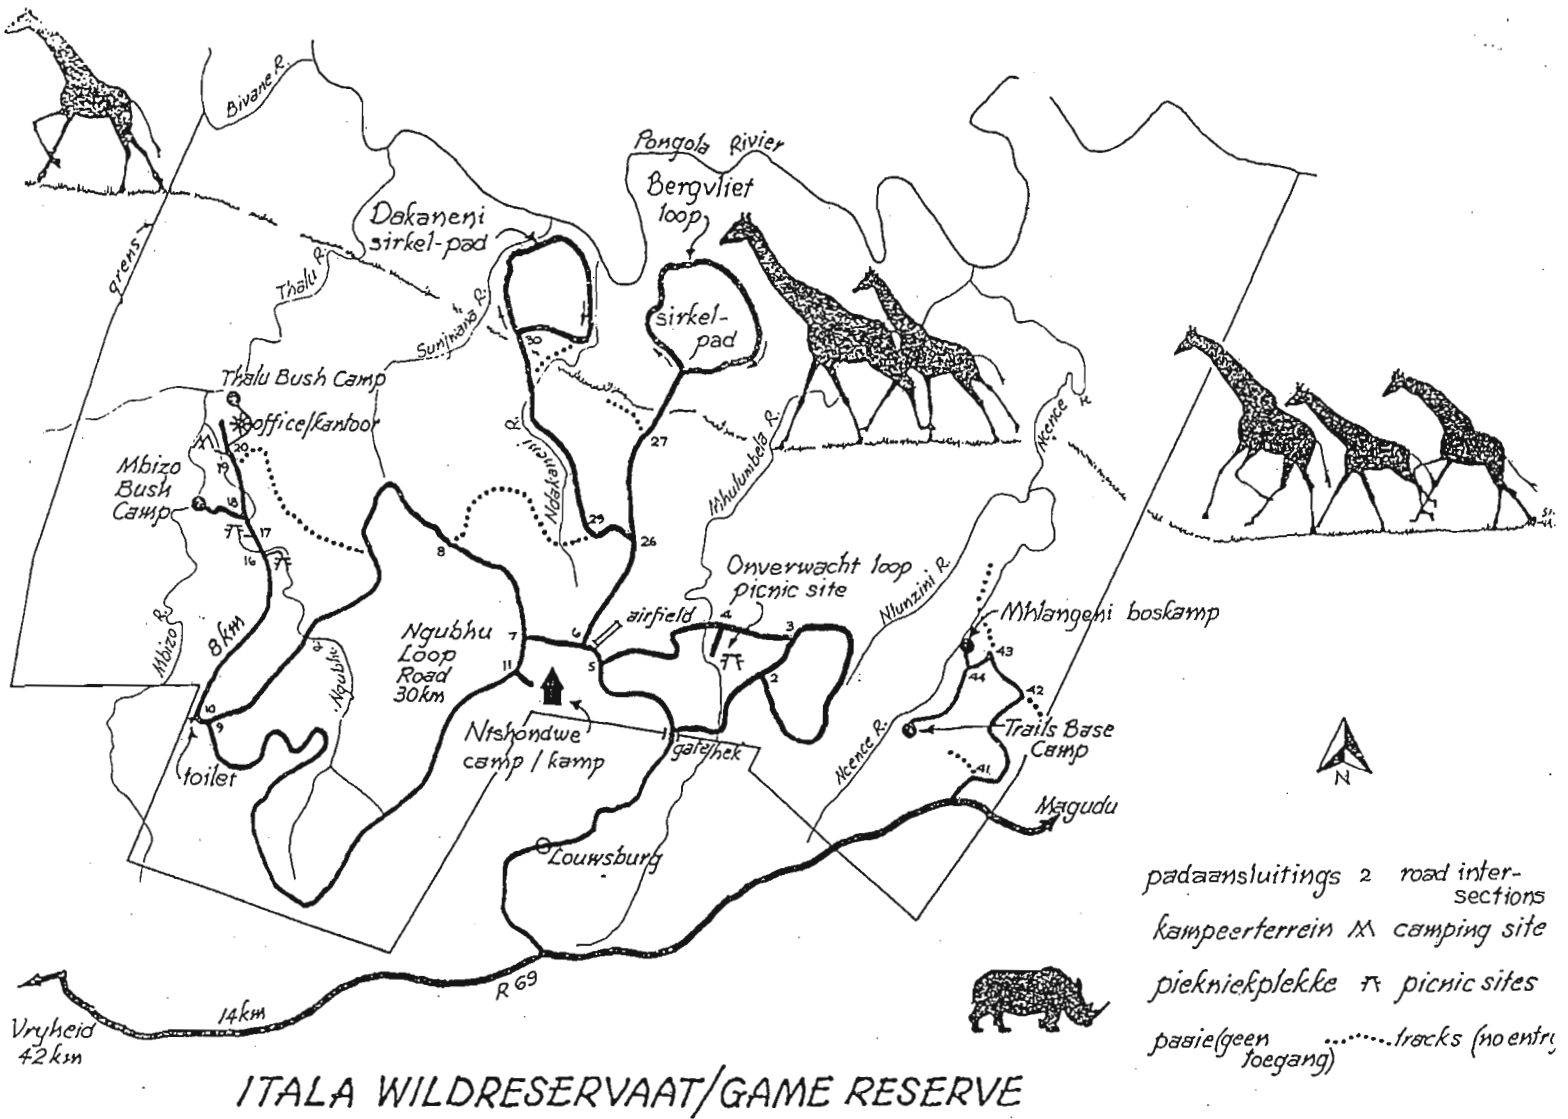 Bivane R.
Pongola Rivier
Bergvliet
loop
Dakaneni
sirkel-pad
grens
Thalu R.
Sunjwana R.
sirkel-
pad
30
Thalu Bush Camp
office/kantoor
20
19
Mbizo
Bush
Camp
18
17
16
27
Ndakaneni R.
Mhulumbela R.
Ncence R.
29
26
8
Onverwacht loop
picnic site
Nlunzini R.
airfield
Mhlangeni boskamp
Mbizo R.
8km
Ngubhu R.
Ngubhu
Loop
Road
30km
7
6
5
4
3
2
11
43
44
42
10
9
toilet
Ntshondwe
camp / kamp
gate/hek
Ncence R.
Trails Base
Camp
41
N
Magudu
Louwsburg
R 69
14km
Vryheid
42km
padaansluitings 2 road inter-
sections
kampeerterrein camping site
piekniekplekke picnic sites
paaie(geen toegang) tracks (no entry
ITALA WILDRESERVAAT/GAME RESERVE